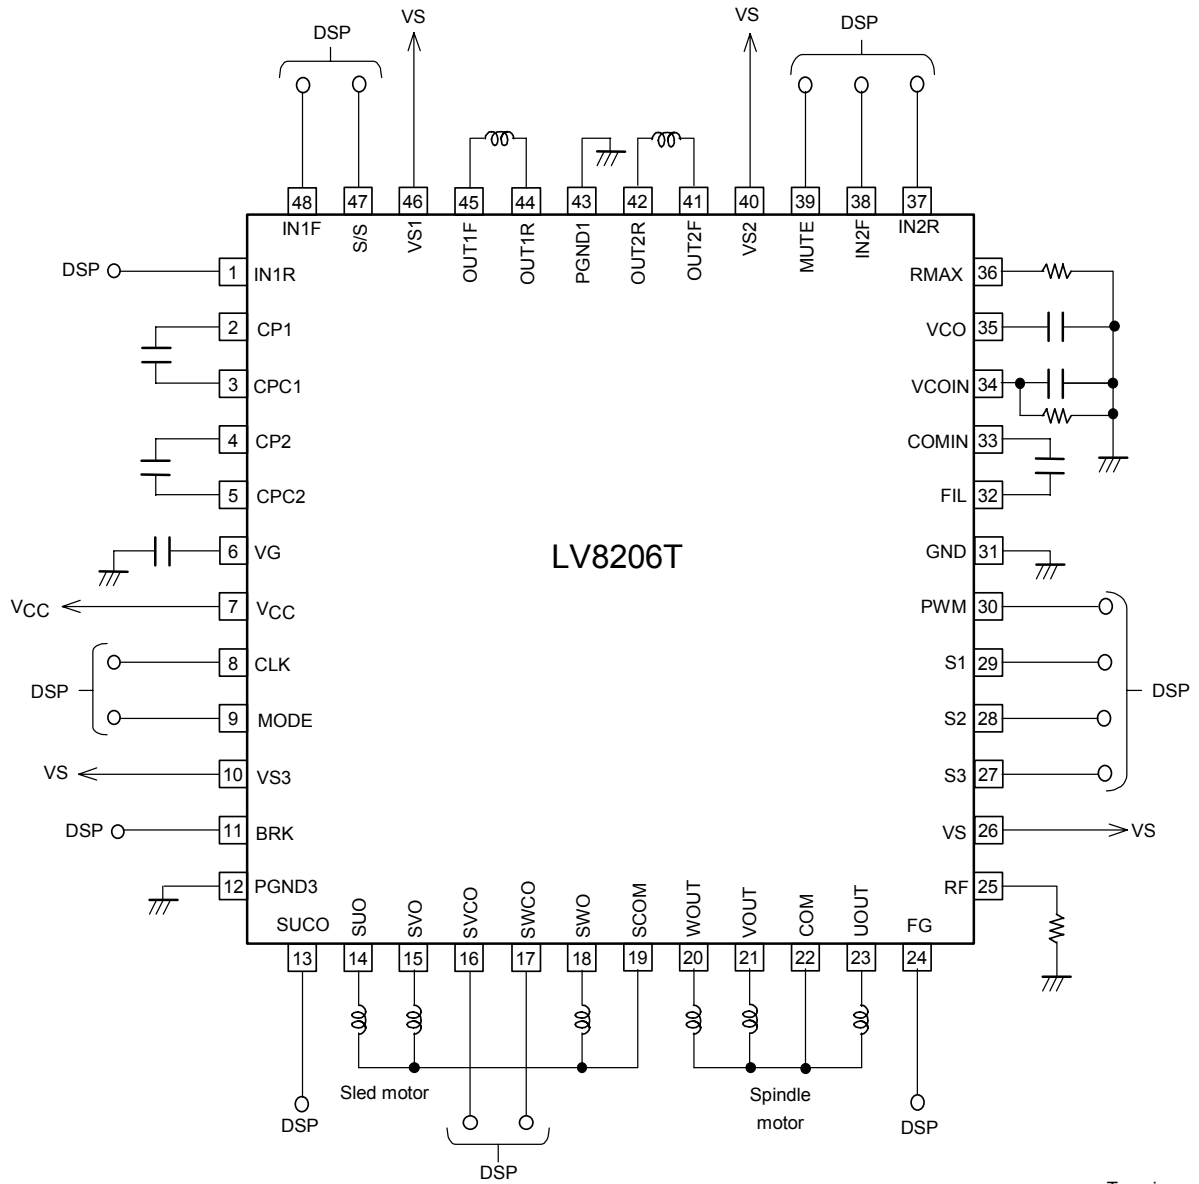 VS
VS
DSP
DSP
48 47 46 45 44 43 42 41 40 39 38 37
IN1F
S/S
VS1
OUT1F
OUT1R
PGND1
OUT2R
OUT2F
VS2
MUTE
IN2F
IN2R
DSP 1 IN1R
RMAX 36
2 CP1
VCO 35
3 CPC1
VCOIN 34
4 CP2
COMIN 33
5 CPC2
FIL 32
6 VG
LV8206T
GND 31
VCC 7 VCC
PWM 30
8 CLK
S1 29
DSP
DSP
9 MODE
S2 28
VS 10 VS3
S3 27
DSP 11 BRK
VS 26 VS
12 PGND3
RF 25
SUCO
SUO
SVO
SVCO
SWCO
SWO
SCOM
WOUT
VOUT
COM
UOUT
FG
13 14 15 16 17 18 19 20 21 22 23 24
Sled motor
Spindle
motor
DSP
DSP
DSP